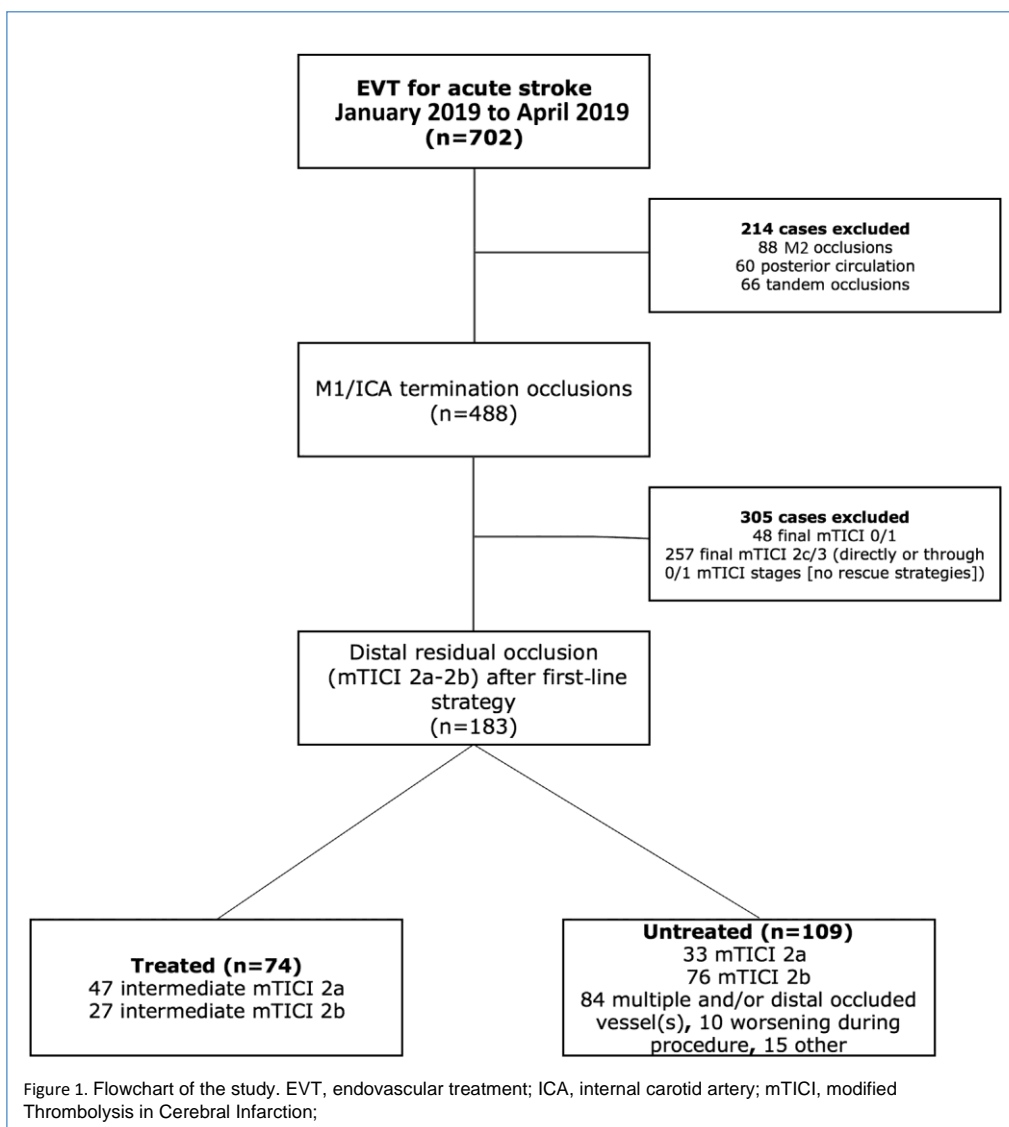 EVT for acute stroke
January 2019 to April 2019
(n=702)
214 cases excluded
88 M2 occlusions
60 posterior circulation
66 tandem occlusions
M1/ICA termination occlusions
(n=488)
305 cases excluded
48 final mTICI 0/1
257 final mTICI 2c/3 (directly or through
0/1 mTICI stages [no rescue strategies])
Distal residual occlusion
(mTICI 2a-2b) after first-line
strategy
(n=183)
Treated (n=74)
47 intermediate mTICI 2a
27 intermediate mTICI 2b
Untreated (n=109)
33 mTICI 2a
76 mTICI 2b
84 multiple and/or distal occluded
vessel(s), 10 worsening during
procedure, 15 other
Figure 1. Flowchart of the study. EVT, endovascular treatment; ICA, internal carotid artery; mTICI, modified
Thrombolysis in Cerebral Infarction;